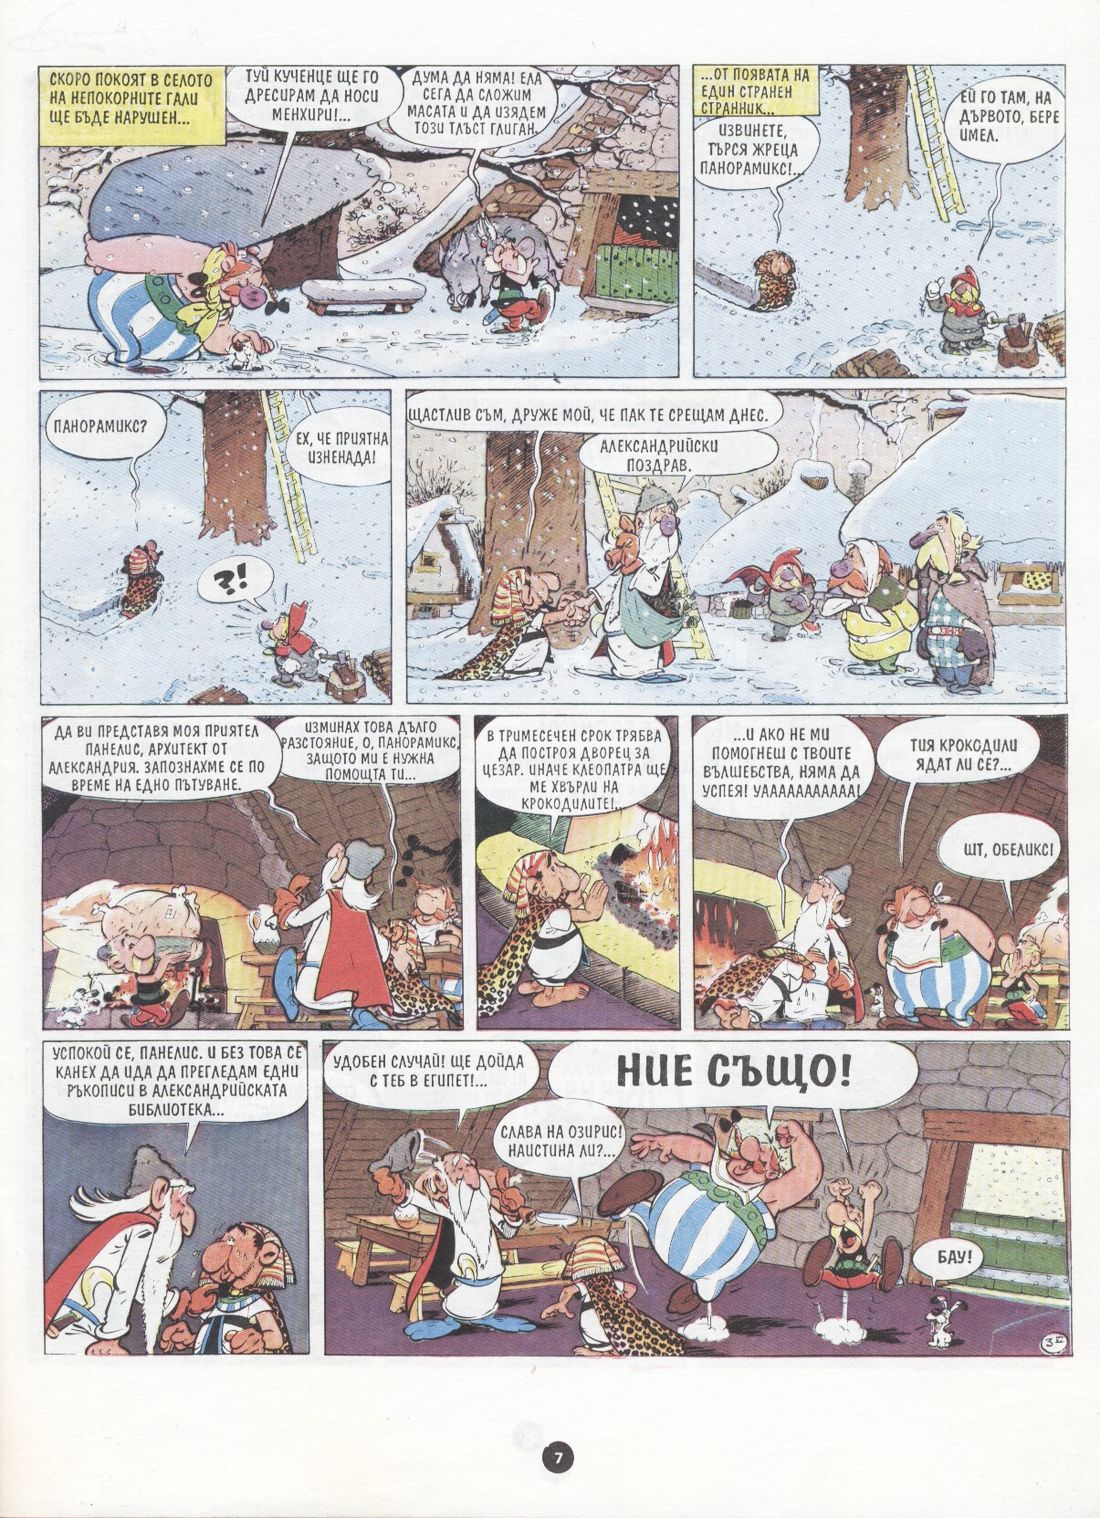 СКОРО ПОКОЯТ В СЕЛОТО
НА НЕПОКОРНИТЕ ГАЛИ
ЩЕ БЪДЕ НАРУШЕН...
ТУЙ КУЧЕНЦЕ ЩЕ ГО
ДРЕСИРАМ ДА НОСИ
МЕНХИРИ!...
ДУМА ДА НЯМА! ЕЛА
СЕГА ДА СЛОЖИМ
МАСАТА И ДА ИЗЯДЕМ
ТОЗИ ТЛЪСТ ГЛИГАН.
...ОТ ПОЯВАТА НА
ЕДИН СТРАНЕН
СТРАННИК...
ИЗВИНЕТЕ,
ТЪРСЯ ЖРЕЦА
ПАНОРАМИКС!...
ЕЙ ГО ТАМ, НА
ДЪРВОТО, БЕРЕ
ИМЕЛ.
ПАНОРАМИКС?
ЕХ, ЧЕ ПРИЯТНА
ИЗНЕНАДА!
?!
ЩАСТЛИВ СЪМ, ДРУЖЕ МОЙ, ЧЕ ПАК ТЕ СРЕЩАМ ДНЕС.
АЛЕКСАНДРИЙСКИ
ПОЗДРАВ.
ДА ВИ ПРЕДСТАВЯ МОЯ ПРИЯТЕЛ
ПАНЕЛИС, АРХИТЕКТ ОТ
АЛЕКСАНДРИЯ. ЗАПОЗНАХМЕ СЕ ПО
ВРЕМЕ НА ЕДНО ПЪТУВАНЕ.
ИЗМИНАХ ТОВА ДЪЛГО
РАЗСТОЯНИЕ, О, ПАНОРАМИКС,
ЗАЩОТО МИ Е НУЖНА
ПОМОЩТА ТИ...
В ТРИМЕСЕЧЕН СРОК ТРЯБВА
ДА ПОСТРОЯ ДВОРЕЦ ЗА
ЦЕЗАР. ИНАЧЕ КЛЕОПАТРА ЩЕ
МЕ ХВЪРЛИ НА
КРОКОДИЛИТЕ!...
...И АКО НЕ МИ
ПОМОГНЕШ С ТВОИТЕ
ВЪЛШЕБСТВА, НЯМА ДА
УСПЕЯ! УААААААААААА!
ТИЯ КРОКОДИЛИ
ЯДАТ ЛИ СЕ?...
ШТ, ОБЕЛИКС!
УСПОКОЙ СЕ, ПАНЕЛИС. И БЕЗ ТОВА СЕ
КАНЕХ ДА ИДА ДА ПРЕГЛЕДАМ ЕДНИ
РЪКОПИСИ В АЛЕКСАНДРИЙСКАТА
БИБЛИОТЕКА...
УДОБЕН СЛУЧАЙ! ЩЕ ДОЙДА
С ТЕБ В ЕГИПЕТ!...
СЛАВА НА ОЗИРИС!
НАИСТИНА ЛИ?...
НИЕ СЪЩО!
БАУ!
3II
7